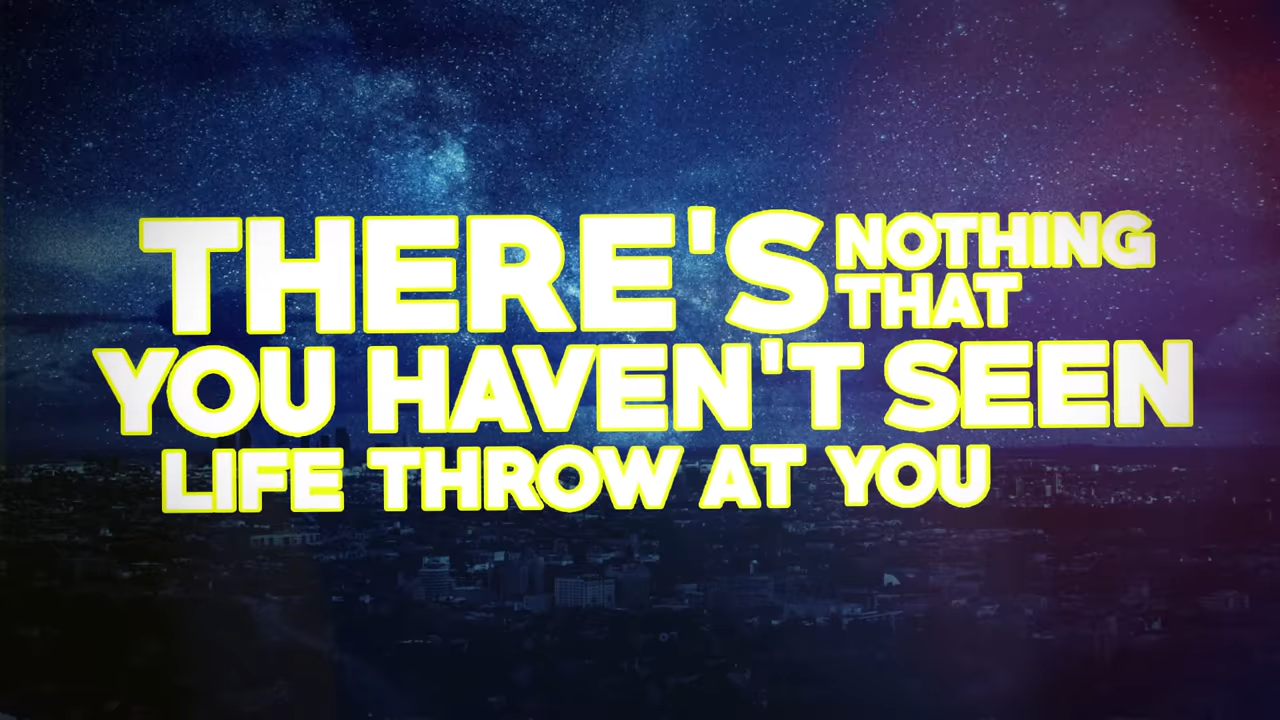 THERE'S NOTHING
THAT
YOU HAVEN'T SEEN
LIFE THROW AT YOU